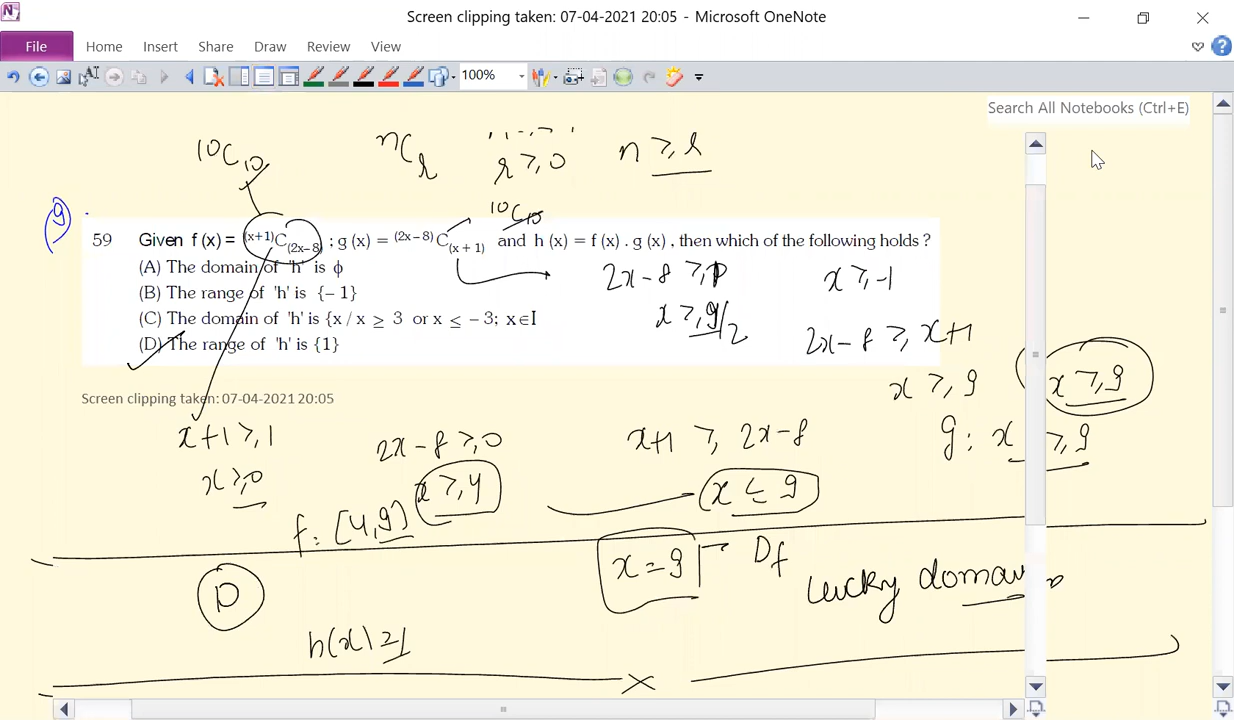 Screen clipping taken: 07-04-2021 20:05 - Microsoft OneNote
File Home Insert Share Draw Review View
100%
Search All Notebooks (Ctrl+E)
¹⁰C₁₀ ⁿCᵣ r ≥ 0 n ≥ r
9.
¹⁰C₁₀
59 Given f (x) = ⁽ˣ⁺¹⁾C₍₂ₓ₋₈₎ ; g (x) = ⁽²ˣ⁻⁸⁾C₍ₓ₊₁₎ and h (x) = f (x) . g (x) , then which of the following holds ?
(A) The domain of 'h' is ϕ
(B) The range of 'h' is {– 1}
(C) The domain of 'h' is {x / x ≥ 3 or x ≤ – 3; x∈I
(D) The range of 'h' is {1}
2x-8 ≥ 1 x ≥ -1
x ≥ 9/2
2x-8 ≥ x+1
x ≥ 9 x ≥ 9
Screen clipping taken: 07-04-2021 20:05
x+1 ≥ 1 2x-8 ≥ 0 x+1 ≥ 2x-8 g: x ≥ 9
x ≥ 0 x ≥ 4 x ≤ 9
f: [4,9]
x = 9 Df
D lucky domain
h(x) = 1